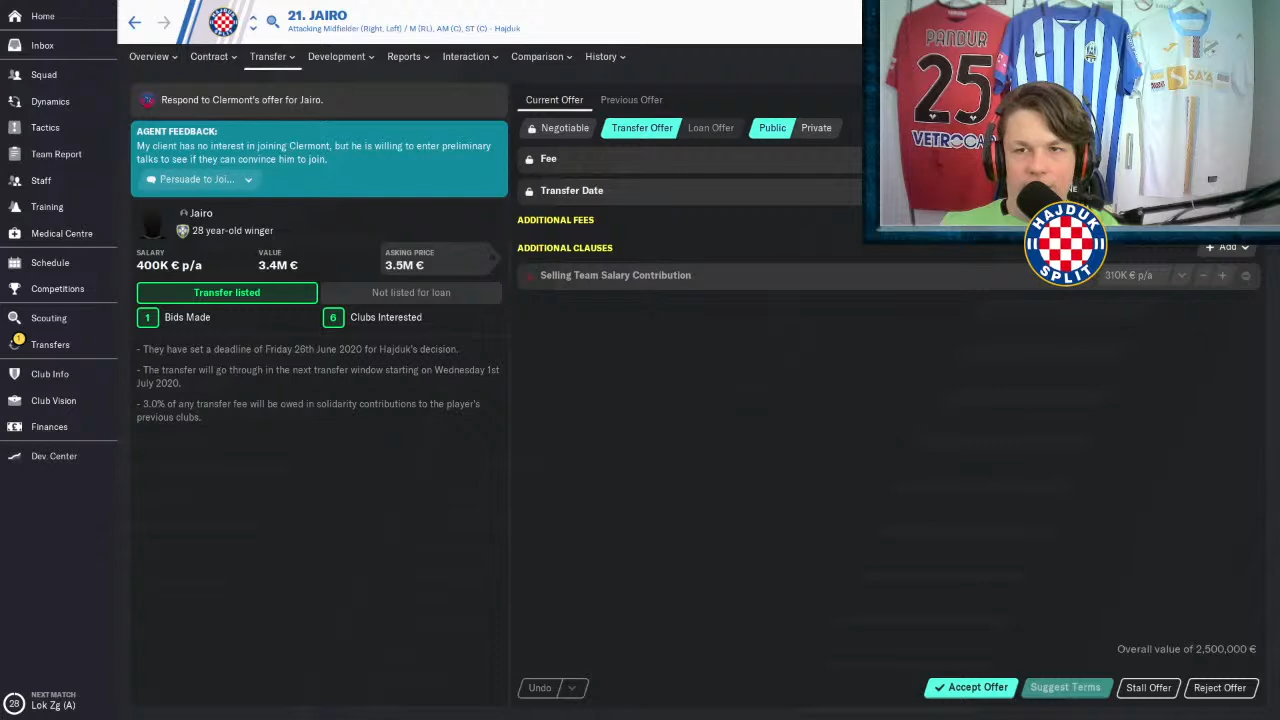 Home
Inbox
Squad
Dynamics
Tactics
Team Report
Staff
Training
Medical Centre
Schedule
Competitions
Scouting
1
Transfers
Club Info
Club Vision
Finances
Dev. Center
28
NEXT MATCH
Lok Zg (A)
21. JAIRO
Attacking Midfielder (Right, Left) / M (RL), AM (C), ST (C) - Hajduk
HAJDUK SPLIT
Overview
Contract
Transfer
Development
Reports
Interaction
Comparison
History
Respond to Clermont's offer for Jairo.
AGENT FEEDBACK:
My client has no interest in joining Clermont, but he is willing to enter preliminary
talks to see if they can convince him to join.
Persuade to Joi...
Jairo
28 year-old winger
SALARY
400K € p/a
VALUE
3.4M €
ASKING PRICE
3.5M €
Transfer listed
Not listed for loan
1 Bids Made
6 Clubs Interested
- They have set a deadline of Friday 26th June 2020 for Hajduk's decision.
- The transfer will go through in the next transfer window starting on Wednesday 1st
July 2020.
- 3.0% of any transfer fee will be owed in solidarity contributions to the player's
previous clubs.
Current Offer
Previous Offer
Negotiable
Transfer Offer
Loan Offer
Public
Private
Fee
Transfer Date
ADDITIONAL FEES
ADDITIONAL CLAUSES
+ Add
Selling Team Salary Contribution
310K € p/a
Overall value of 2,500,000 €
Undo
Accept Offer
Suggest Terms
Stall Offer
Reject Offer
PANDUR
25
HAJDUK
SPLIT